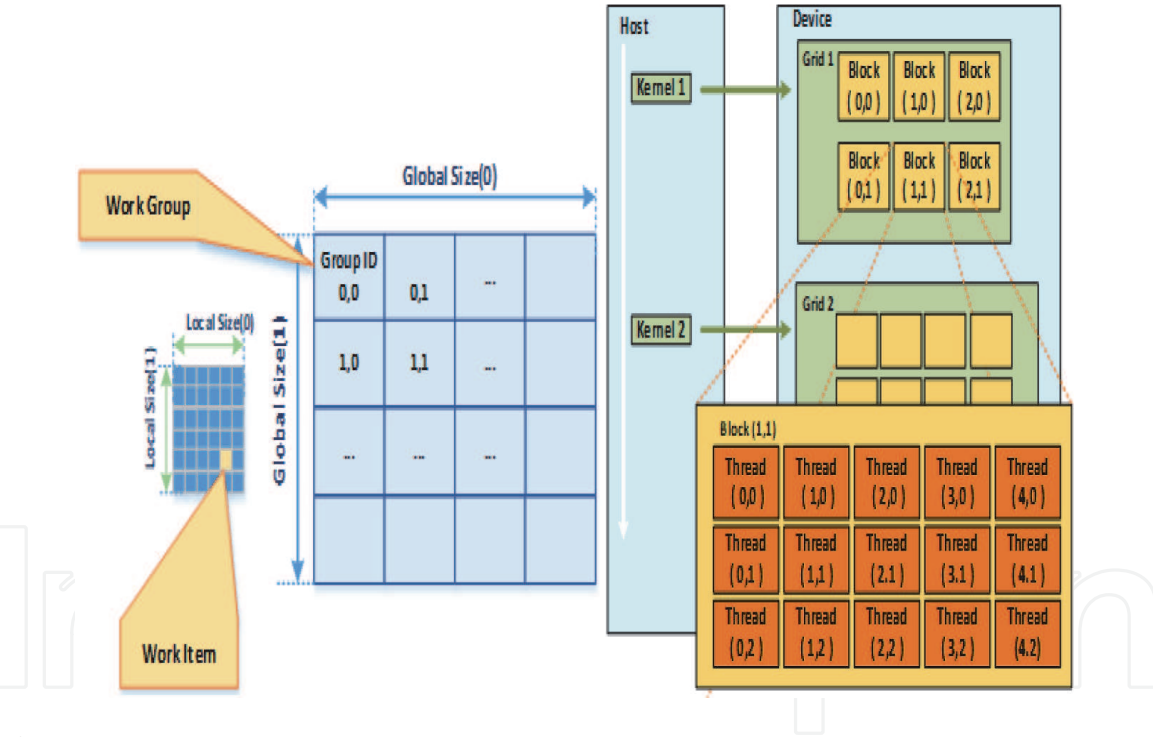 Work Group
Global Size(0)
Global Size(1)
Group ID
0,0
0,1
...
1,0
1,1
...
...
...
...
Local Size(0)
Local Size(1)
Work Item
Host
Kernel 1
Kernel 2
Device
Grid 1
Block
( 0,0 )
Block
( 1,0 )
Block
( 2,0 )
Block
( 0,1 )
Block
( 1,1 )
Block
( 2,1 )
Grid 2
Block (1,1)
Thread
( 0,0 )
Thread
( 1,0 )
Thread
( 2,0 )
Thread
( 3,0 )
Thread
( 4,0 )
Thread
( 0,1 )
Thread
( 1,1 )
Thread
( 2.1 )
Thread
( 3.1 )
Thread
( 4.1 )
Thread
( 0,2 )
Thread
( 1,2 )
Thread
( 2,2 )
Thread
( 3,2 )
Thread
(4.2)